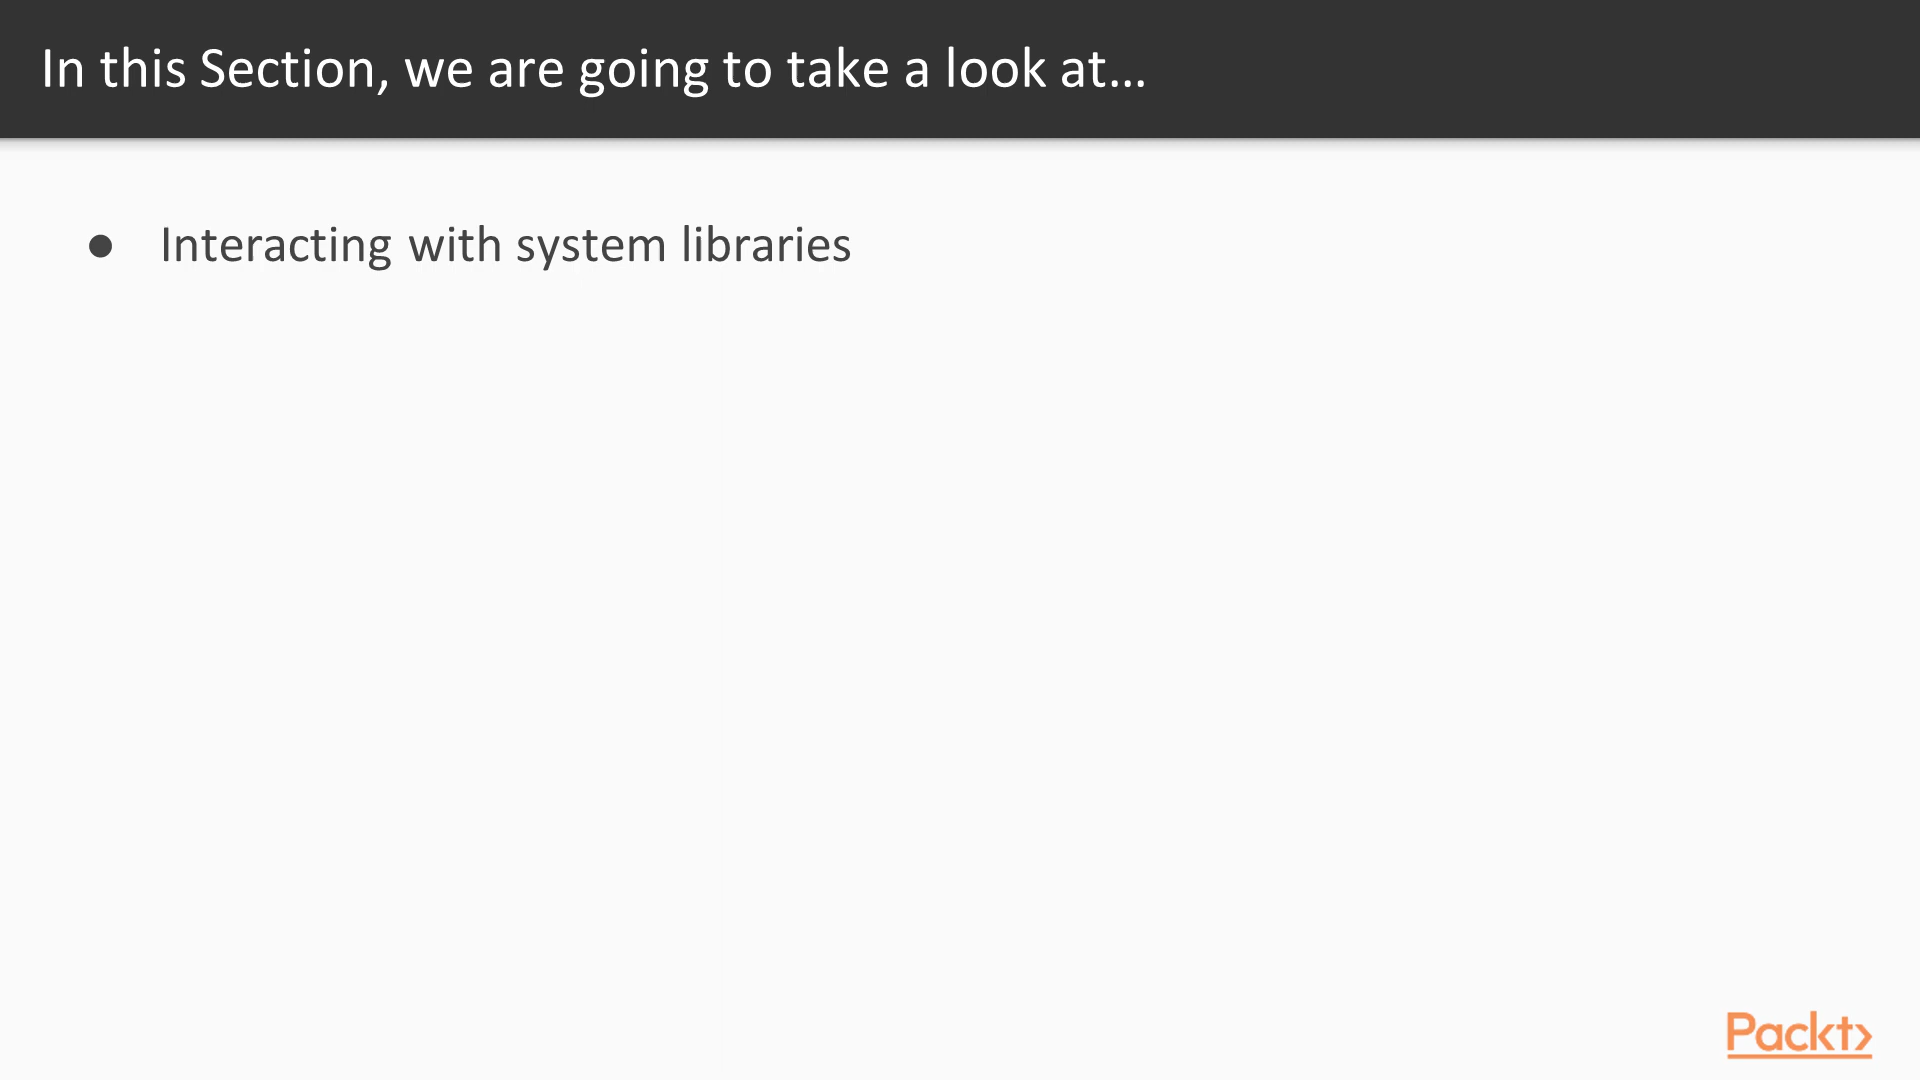 In this Section, we are going to take a look at…
● Interacting with system libraries
Packt>